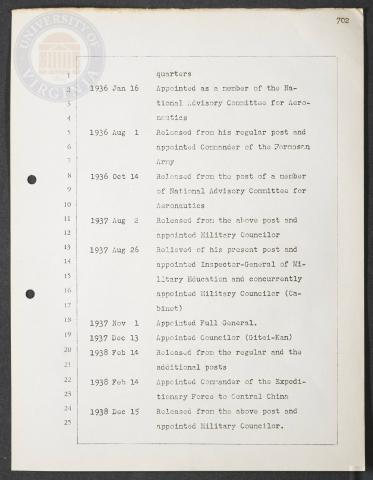 702
UNIVERSITY OF VIRGINIA
1 quarters
2 1936 Jan 16 Appointed as a member of the Na-
3 tional Advisory Committee for Aero-
4 nautics
5 1936 Aug 1 Released from his regular post and
6 appointed Commander of the Formosan
7 Army
8 1936 Oct 14 Released from the post of a member
9 of National Advisory Committee for
10 Aeronautics
11 1937 Aug 2 Released from the above post and
12 appointed Military Councilor
13 1937 Aug 26 Relieved of his present post and
14 appointed Inspector-General of Mi-
15 litary Education and concurrently
16 appointed Military Councilor (Ca-
17 binet)
18 1937 Nov 1 Appointed Full General.
19 1937 Dec 13 Appointed Councilor (Gitei-Kan)
20 1938 Feb 14 Released from the regular and the
21 additional posts
22 1938 Feb 14 Appointed Commander of the Expedi-
23 tionary Force to Central China
24 1938 Dec 15 Released from the above post and
25 appointed Military Councilor.